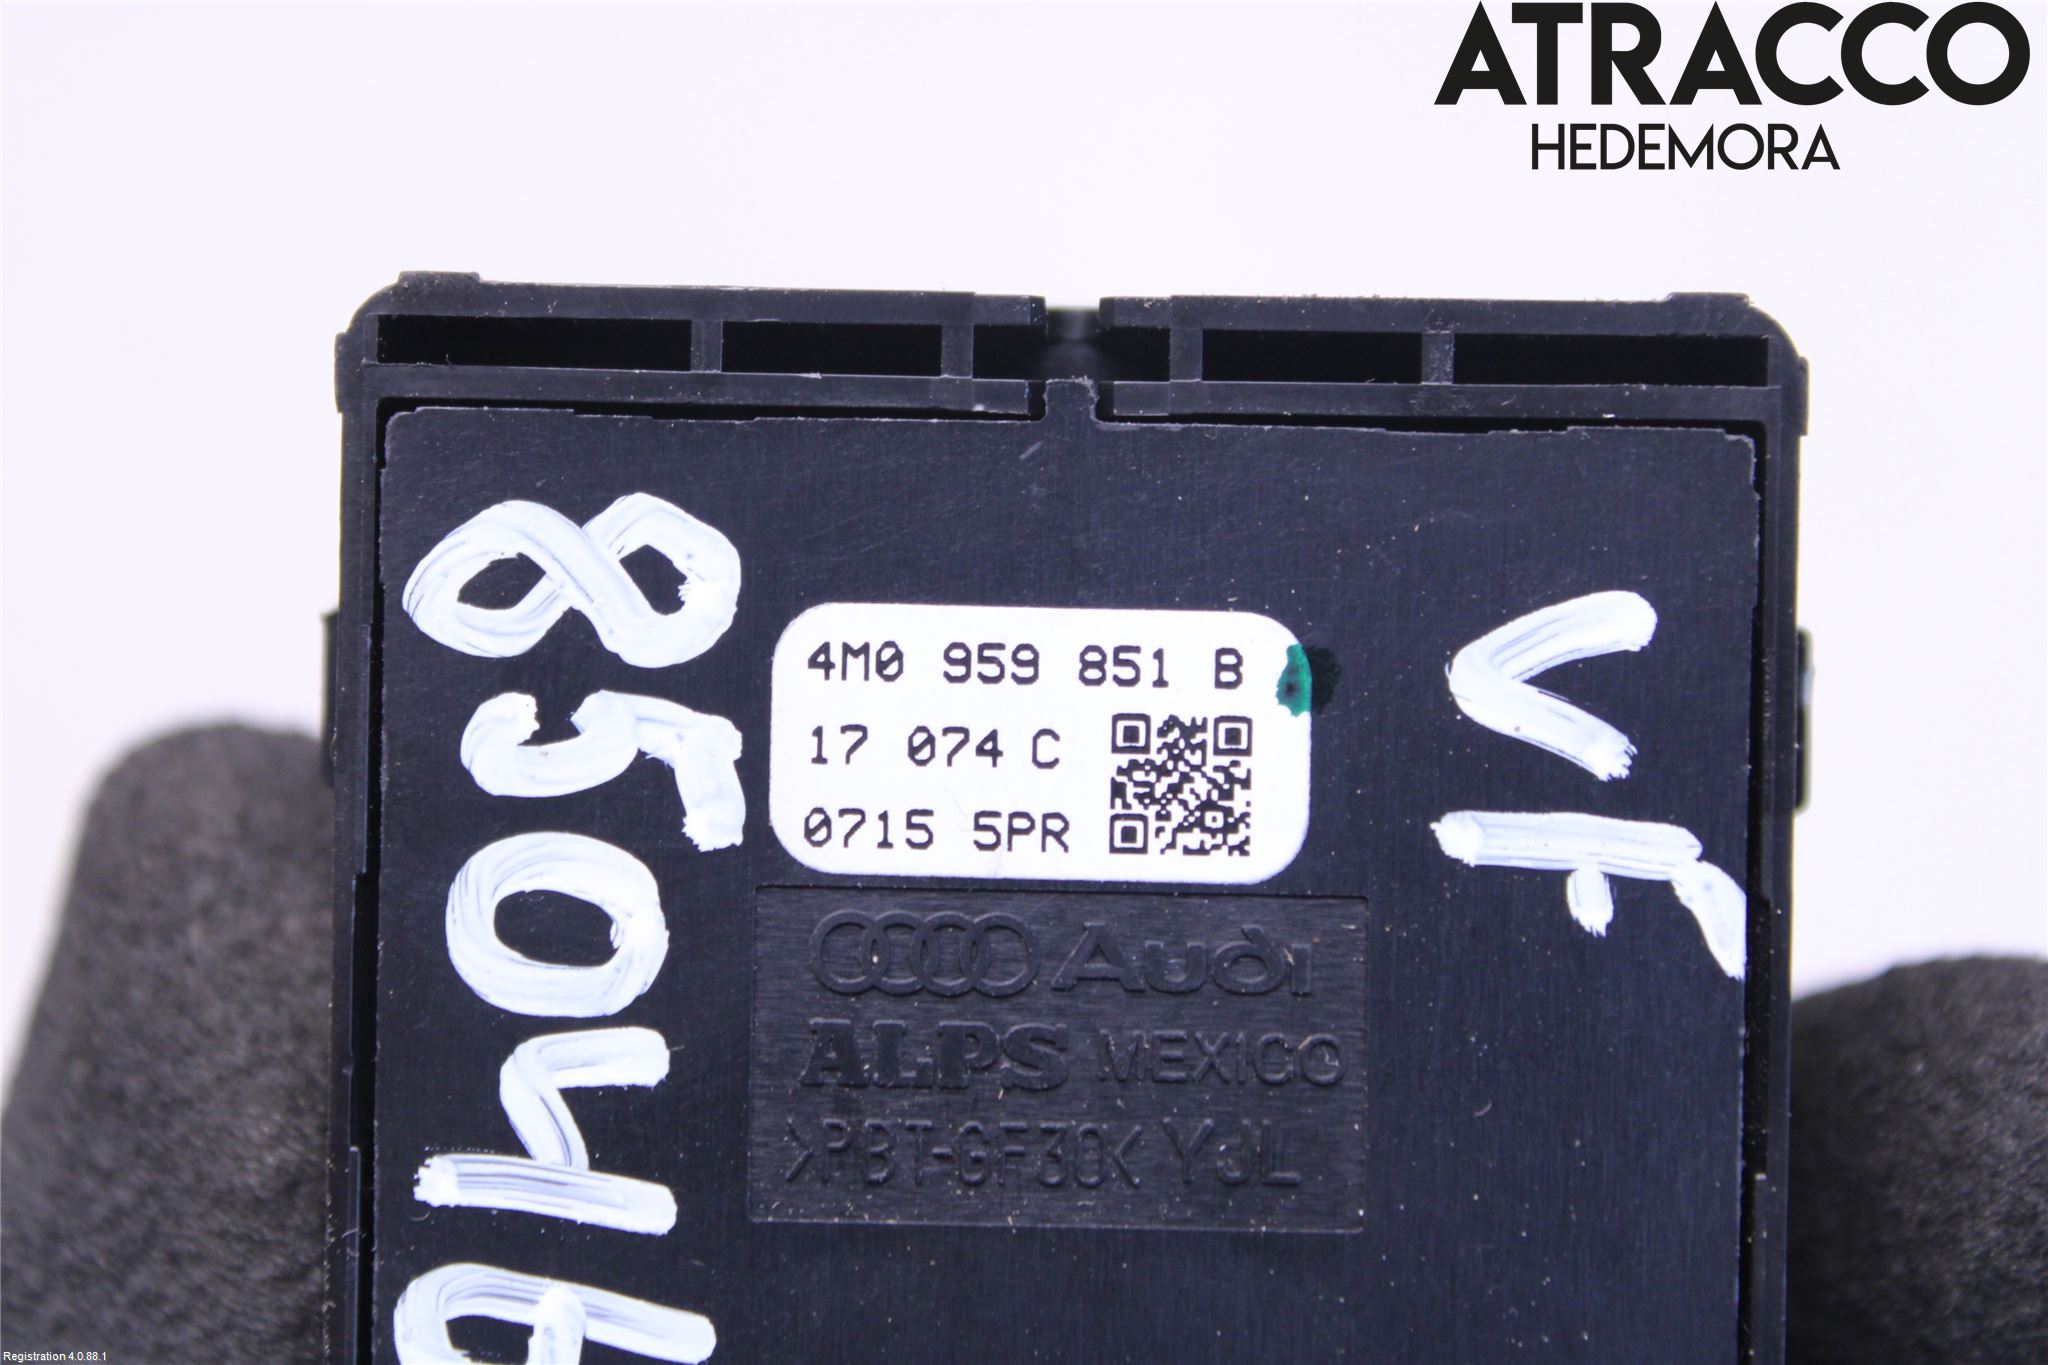 ATRACCO
HEDEMORA
4M0 959 851 B
17 074 C
0715 5PR
Audi
ALPS MEXICO
>PBT-GF30< YJL
VF
Registration 4.0.88.1